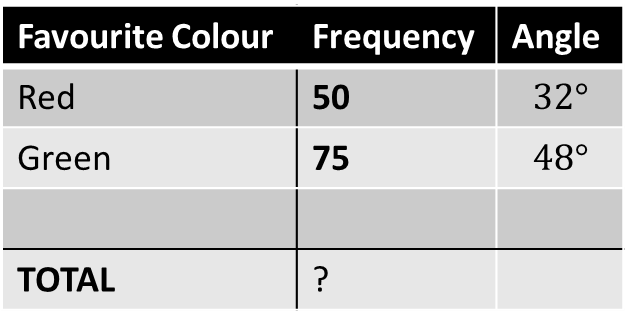 Favourite Colour Frequency Angle
Red 50 32°
Green 75 48°
TOTAL ?